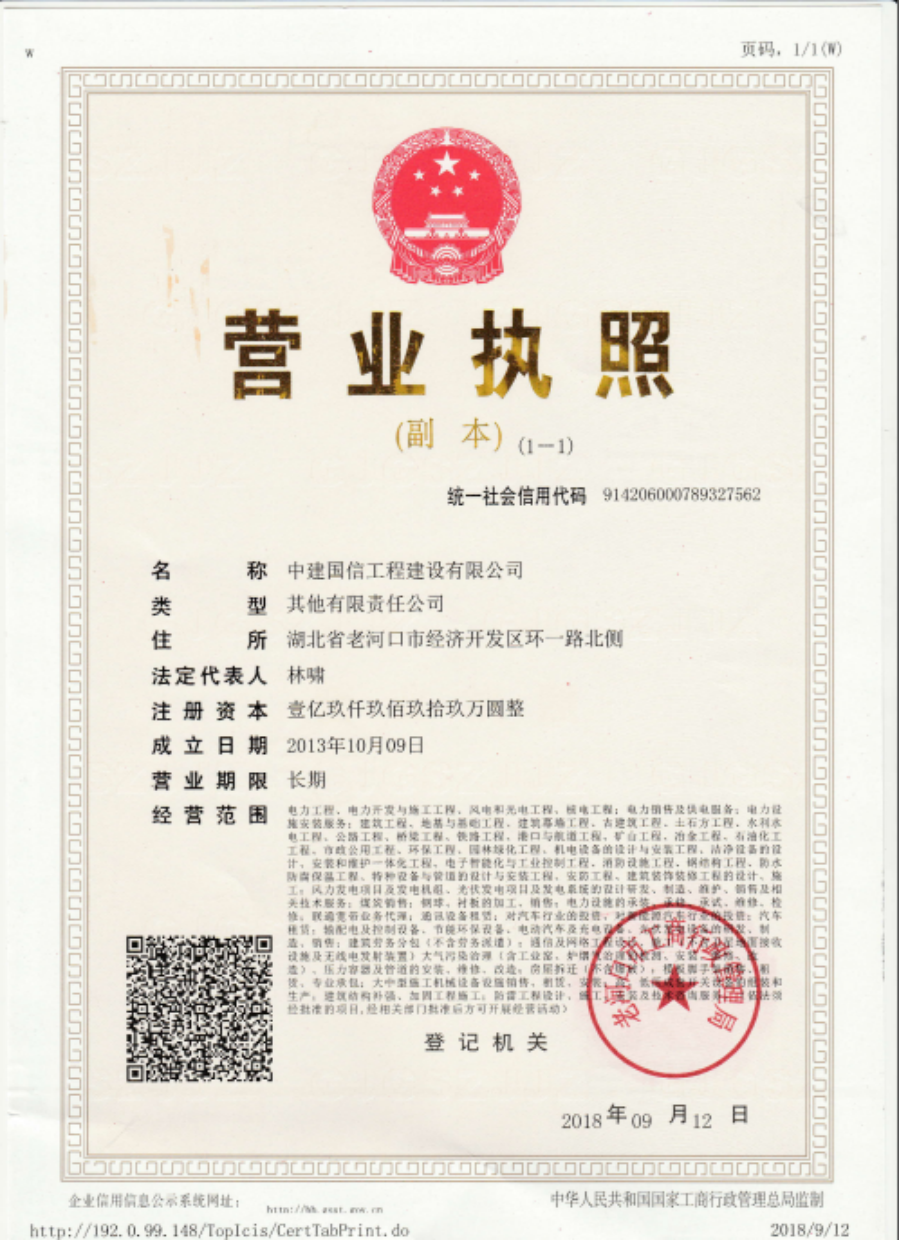 W
页码，1/1(W)
营业执照
(副 本) (1-1)
统一社会信用代码 914206000789327562
名 称 中建国信工程建设有限公司
类 型 其他有限责任公司
住 所 湖北省老河口市经济开发区环一路北侧
法定代表人 林啸
注册资本 壹亿玖仟玖佰玖拾玖万圆整
成立日期 2013年10月09日
营业期限 长期
经营范围 电力工程、电力开发与施工工程、风电和光电工程、核电工程；电力销售及供电服务；电力设
施安装服务；建筑工程、地基与基础工程、建筑幕墙工程、古建筑工程、土石方工程、水利水
电工程、公路工程、桥梁工程、铁路工程、港口与航道工程、矿山工程、冶金工程、石油化工
工程、市政公用工程、环保工程、园林绿化工程、机电设备的设计与安装工程、洁净设备的设
计、安装和维护一体化工程、电子智能化与工业控制工程、消防设施工程、钢结构工程、防水
防腐保温工程、特种设备与管道的设计与安装工程、安防工程、建筑装饰装修工程的设计、施
工；风力发电项目及发电机组、光伏发电项目及发电系统的设计研发、制造、维护、销售及相
关技术服务；煤炭销售；钢球、衬板的加工、销售；电力设施的承装、承修、承试、维修、检
修；联通宽带业务代理；通讯设备租赁；对汽车行业的投资，对新能源汽车行业的投资；汽车
租赁；输配电及控制设备、节能环保设备、电动汽车及充电设备、
造、销售；建筑劳务分包（不含劳务派遣）；通信及网络工程 地面接收
设施及无线电发射装置）大气污染治理（含工业窑、炉
造）、压力容器及管道的安装、维修、改造；房屋拆迁
赁、专业承包；大中型施工机械设备设施销售、租赁、安装
生产；建筑结构补强、加固工程施工；防雷工程设计、施工
经批准的项目,经相关部门批准后方可开展经营活动）
老河口市工商行政管理局
登记机关
2018年09月12日
企业信用信息公示系统网址：
中华人民共和国国家工商行政管理总局监制
http://192.0.99.148/TopIcis/CertTabPrint.do
2018/9/12